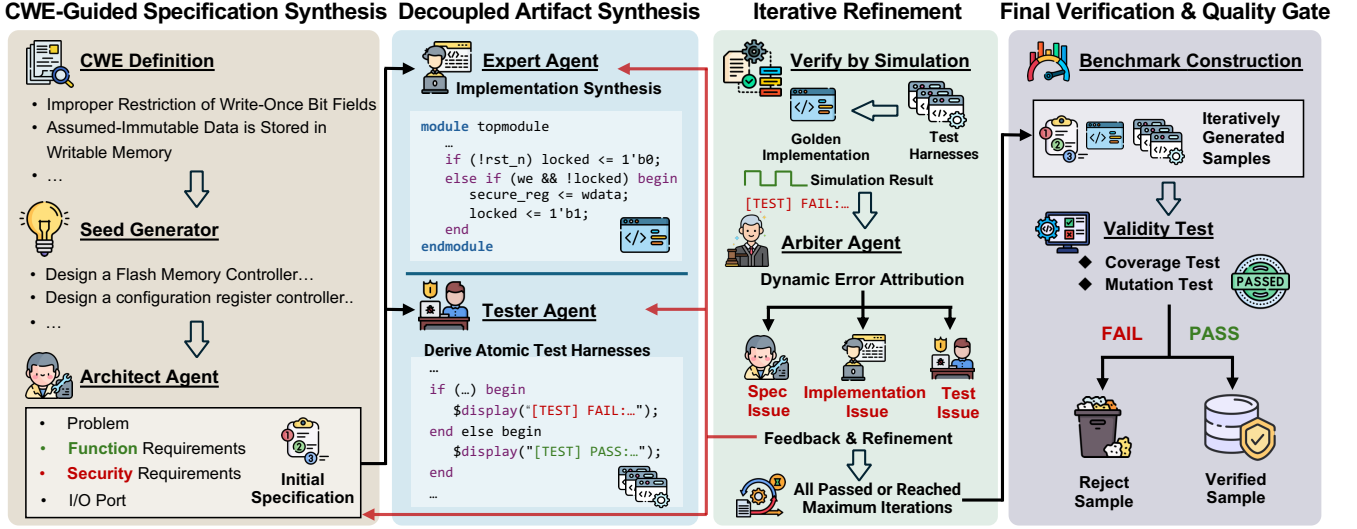 CWE-Guided Specification Synthesis
CWE Definition
• Improper Restriction of Write-Once Bit Fields
• Assumed-Immutable Data is Stored in
Writable Memory
• …
Seed Generator
• Design a Flash Memory Controller…
• Design a configuration register controller..
• …
Architect Agent
• Problem
• Function Requirements
• Security Requirements
• I/O Port
1
2
3
Initial
Specification
Decoupled Artifact Synthesis
Expert Agent
Implementation Synthesis
module topmodule
…
if (!rst_n) locked <= 1'b0;
else if (we && !locked) begin
secure_reg <= wdata;
locked <= 1'b1;
end
endmodule
</>
Tester Agent
Derive Atomic Test Harnesses
…
if (…) begin
$display("[TEST] FAIL:…");
end else begin
$display("[TEST] PASS:…");
end
…
Iterative Refinement
Verify by Simulation
</>
Golden
Implementation
Test
Harnesses
Simulation Result
[TEST] FAIL:…
Arbiter Agent
Dynamic Error Attribution
Spec
Issue
Implementation
Issue
Test
Issue
Feedback & Refinement
All Passed or Reached
Maximum Iterations
Final Verification & Quality Gate
Benchmark Construction
1
2
3
</>
Iteratively
Generated
Samples
</>
Validity Test
◆ Coverage Test
◆ Mutation Test
PASSED
FAIL
PASS
Reject
Sample
Verified
Sample